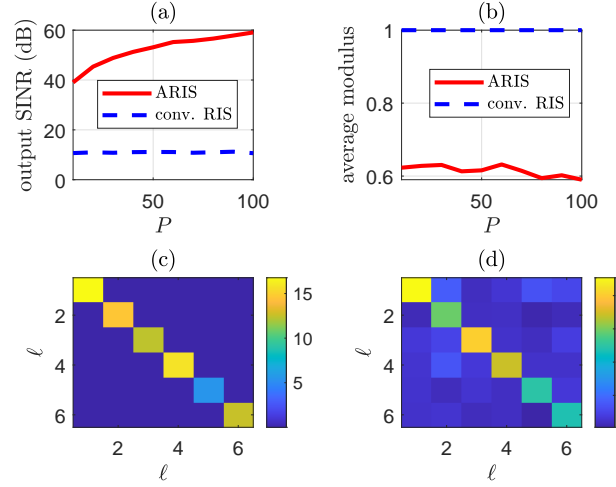 (a)
output SINR (dB)
60
40
20
0
ARIS
conv. RIS
50
100
P
(b)
average modulus
1
0.8
0.6
ARIS
conv. RIS
50
100
P
(c)
ℓ
2
4
6
2
4
6
ℓ
15
10
5
(d)
ℓ
2
4
6
2
4
6
ℓ